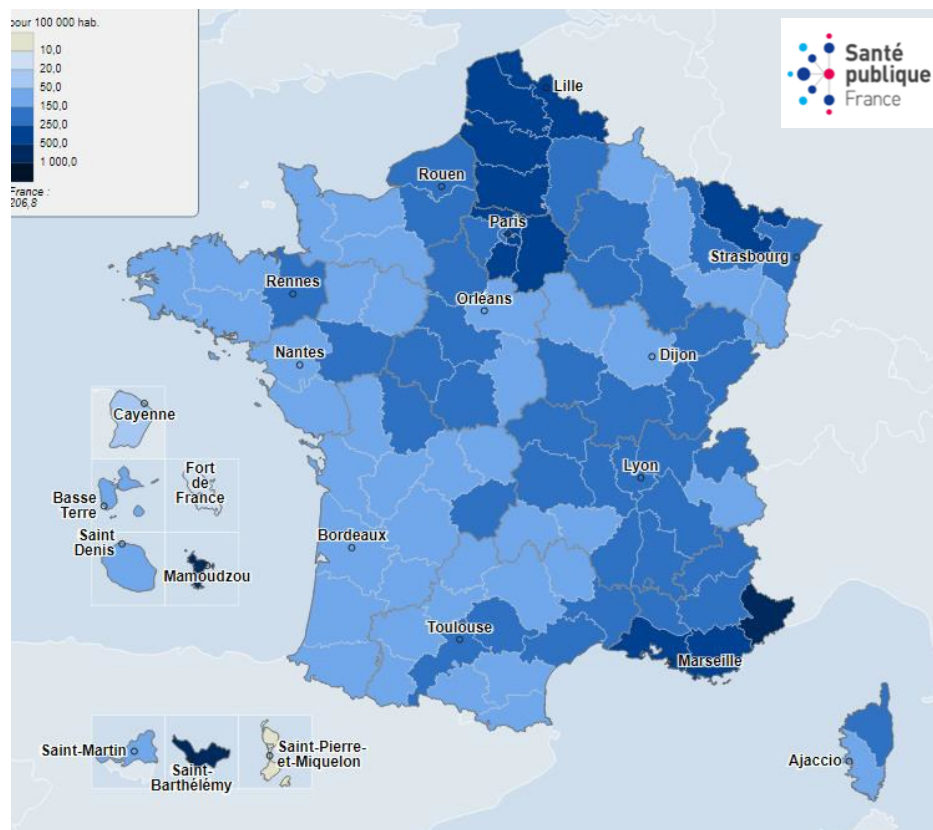 pour 100 000 hab.
10,0
20,0
50,0
150,0
250,0
500,0
1 000,0
France :
206,8
Santé
publique
France
Lille
Rouen
Paris
Strasbourg
Rennes
Orléans
Nantes
Dijon
Cayenne
Lyon
Fort
de
France
Basse
Terre
Saint
Denis
Bordeaux
Mamoudzou
Toulouse
Marseille
Saint-Martin
Saint-
Barthélémy
Saint-Pierre-
et-Miquelon
Ajaccio